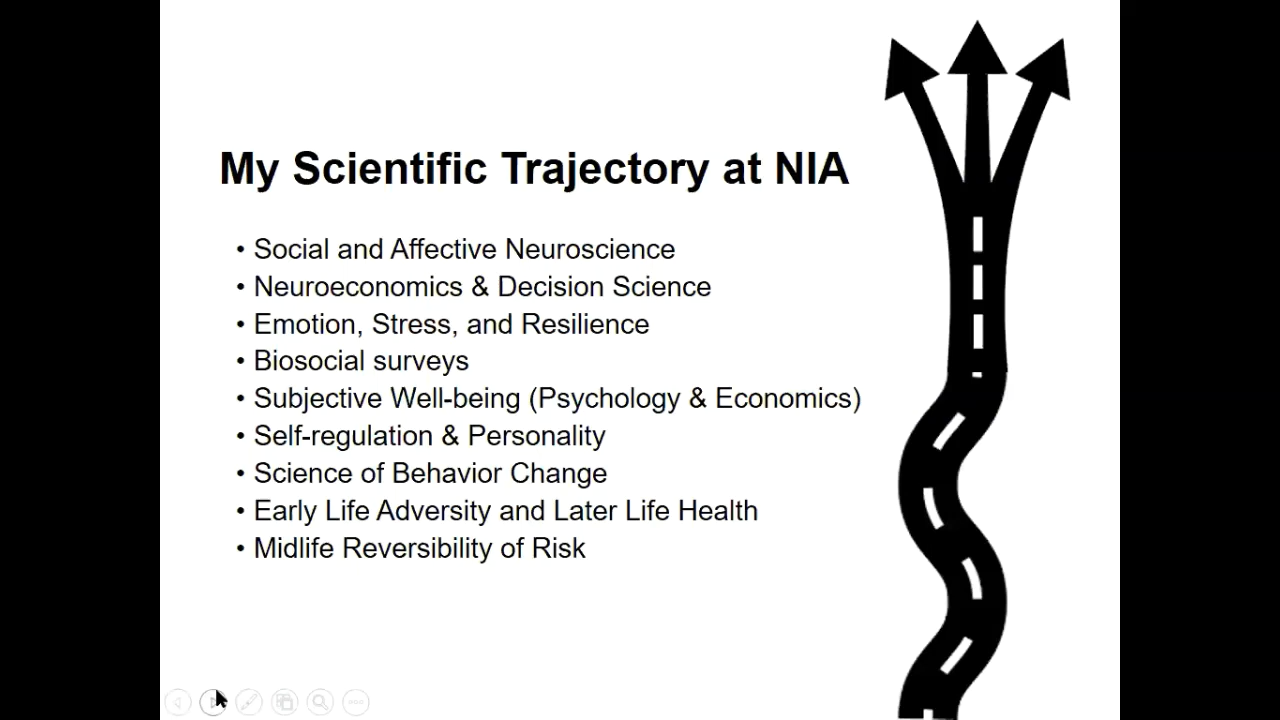 My Scientific Trajectory at NIA
• Social and Affective Neuroscience
• Neuroeconomics & Decision Science
• Emotion, Stress, and Resilience
• Biosocial surveys
• Subjective Well-being (Psychology & Economics)
• Self-regulation & Personality
• Science of Behavior Change
• Early Life Adversity and Later Life Health
• Midlife Reversibility of Risk